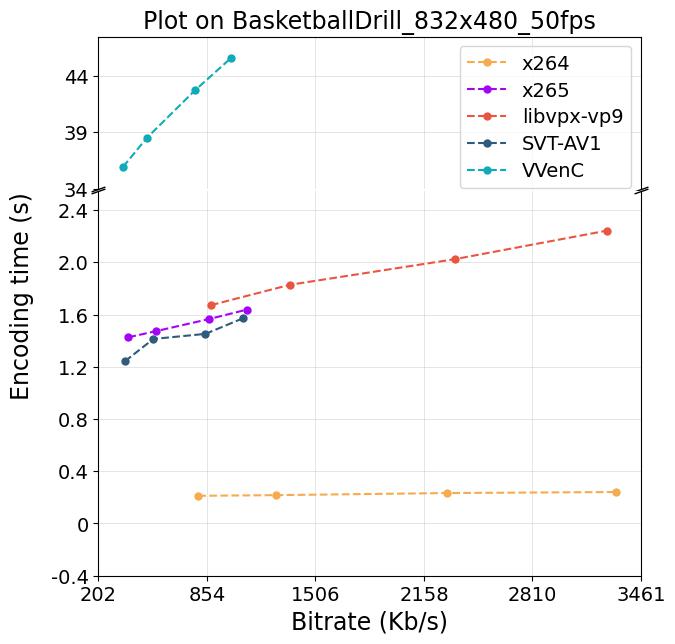 Plot on BasketballDrill_832x480_50fps
x264
x265
libvpx-vp9
SVT-AV1
VVenC
44
39
34
2.4
2.0
1.6
1.2
0.8
0.4
0
-0.4
Encoding time (s)
202 854 1506 2158 2810 3461
Bitrate (Kb/s)